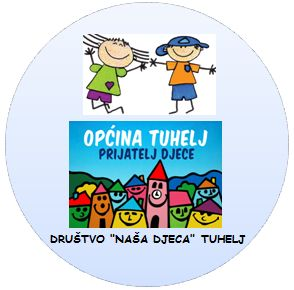 OPĆINA TUHELJ
PRIJATELJ DJECE
DRUŠTVO "NAŠA DJECA" TUHELJ